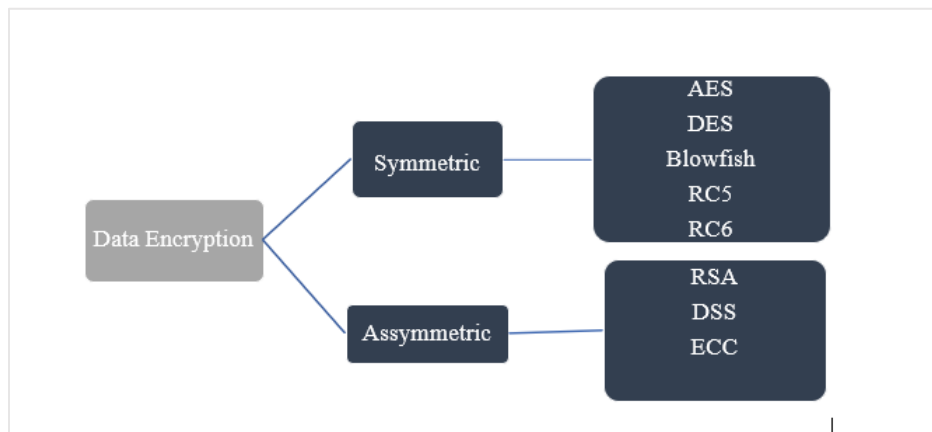 Data Encryption
Symmetric
AES
DES
Blowfish
RC5
RC6
Assymmetric
RSA
DSS
ECC